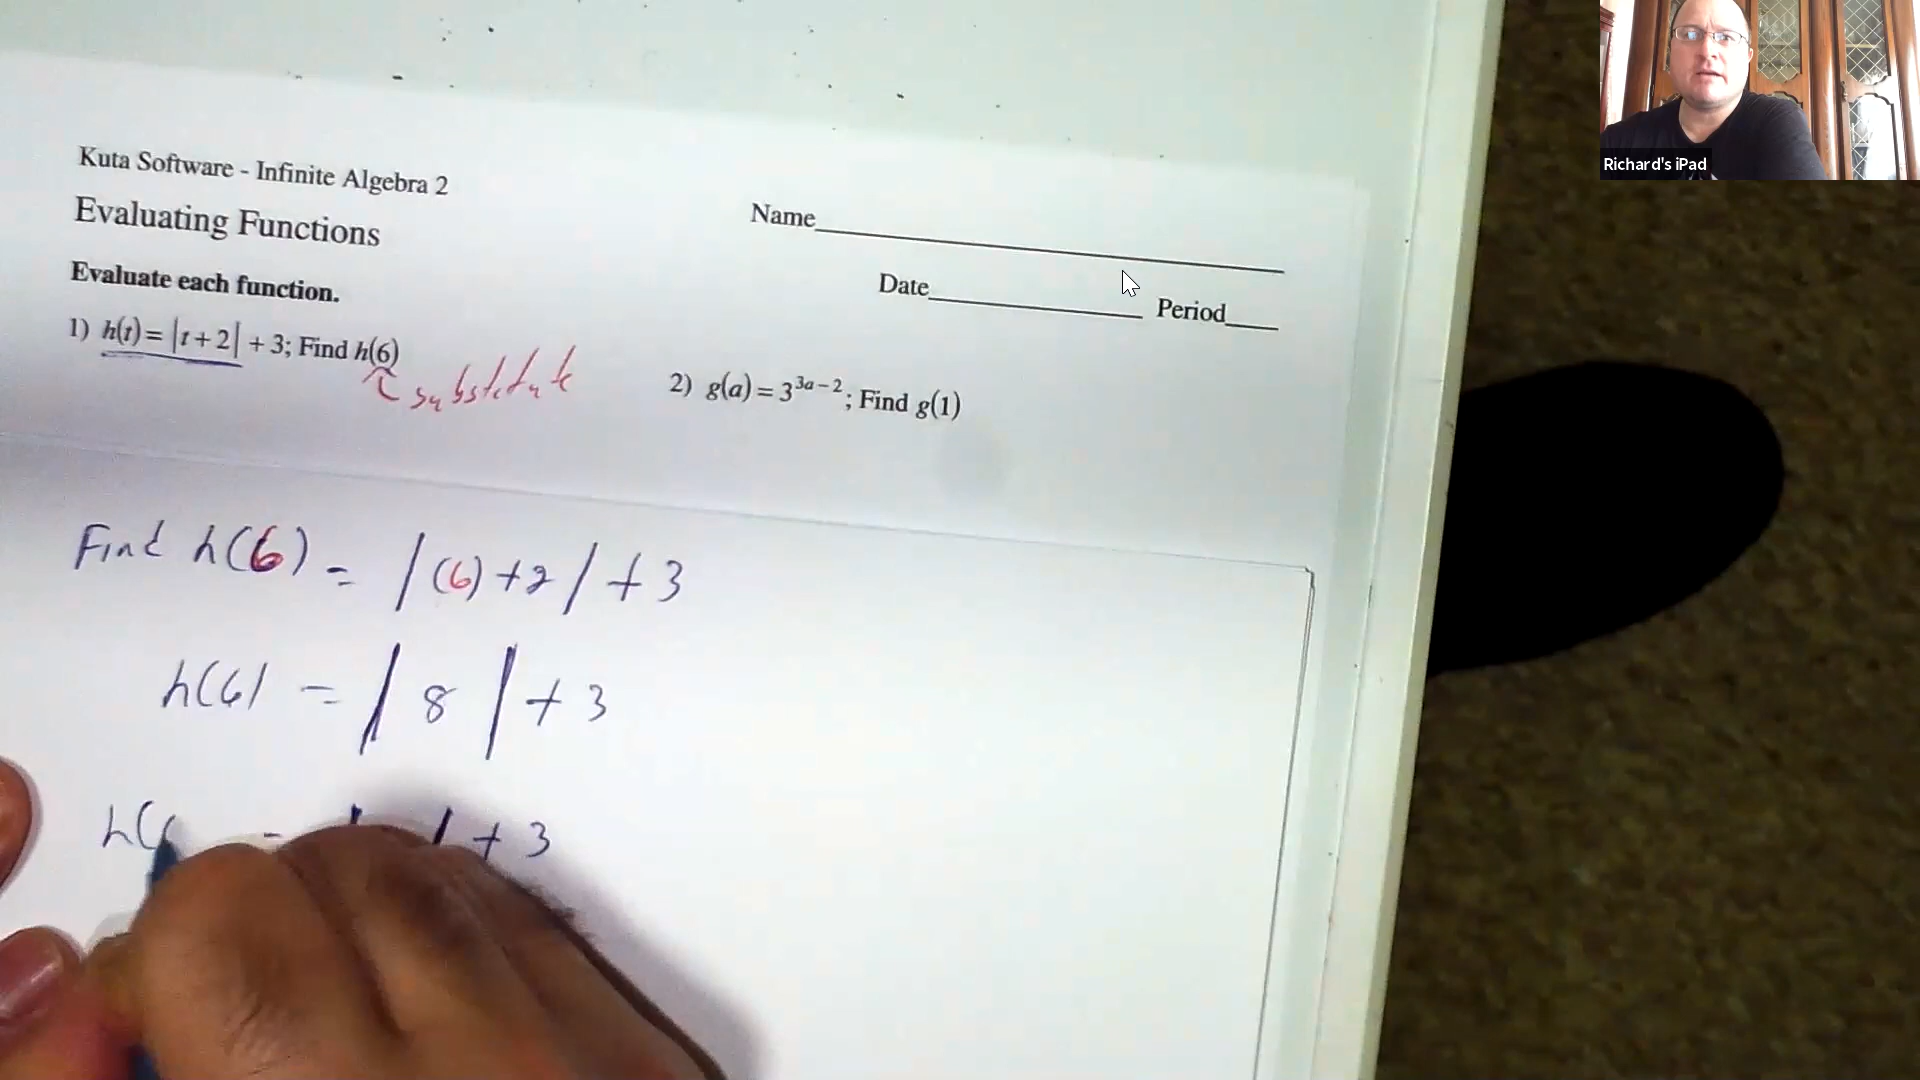 Richard's iPad
Kuta Software - Infinite Algebra 2
Evaluating Functions
Name
Date Period
Evaluate each function.
1) h(t) = |t + 2| + 3; Find h(6)
substitute
2) g(a) = 3^{3a − 2}; Find g(1)
Find h(6) = |(6) + 2| + 3
h(6) = | 8 | + 3
h( = | | + 3